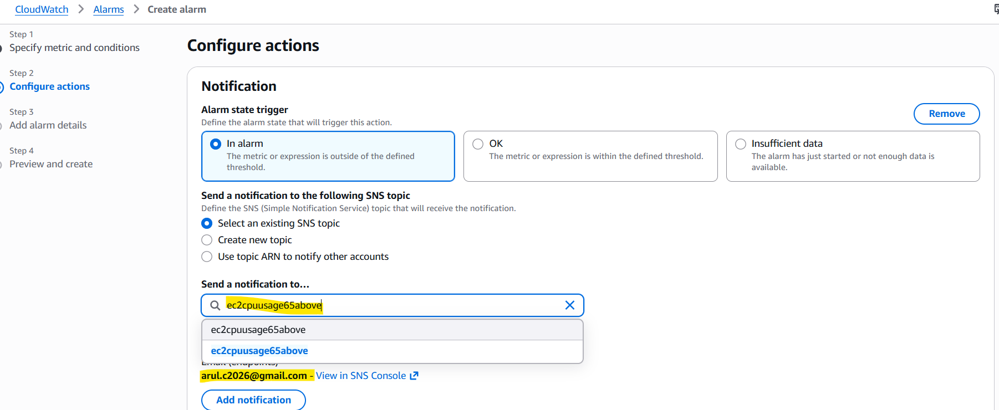 CloudWatch > Alarms > Create alarm
Step 1
Specify metric and conditions
Step 2
Configure actions
Step 3
Add alarm details
Step 4
Preview and create
Configure actions
Notification
Alarm state trigger
Define the alarm state that will trigger this action.
Remove
In alarm
The metric or expression is outside of the defined
threshold.
OK
The metric or expression is within the defined threshold.
Insufficient data
The alarm has just started or not enough data is
available.
Send a notification to the following SNS topic
Define the SNS (Simple Notification Service) topic that will receive the notification.
Select an existing SNS topic
Create new topic
Use topic ARN to notify other accounts
Send a notification to…
ec2cpuusage65above
ec2cpuusage65above
ec2cpuusage65above
Email (endpoints)
arul.c2026@gmail.com - View in SNS Console
Add notification